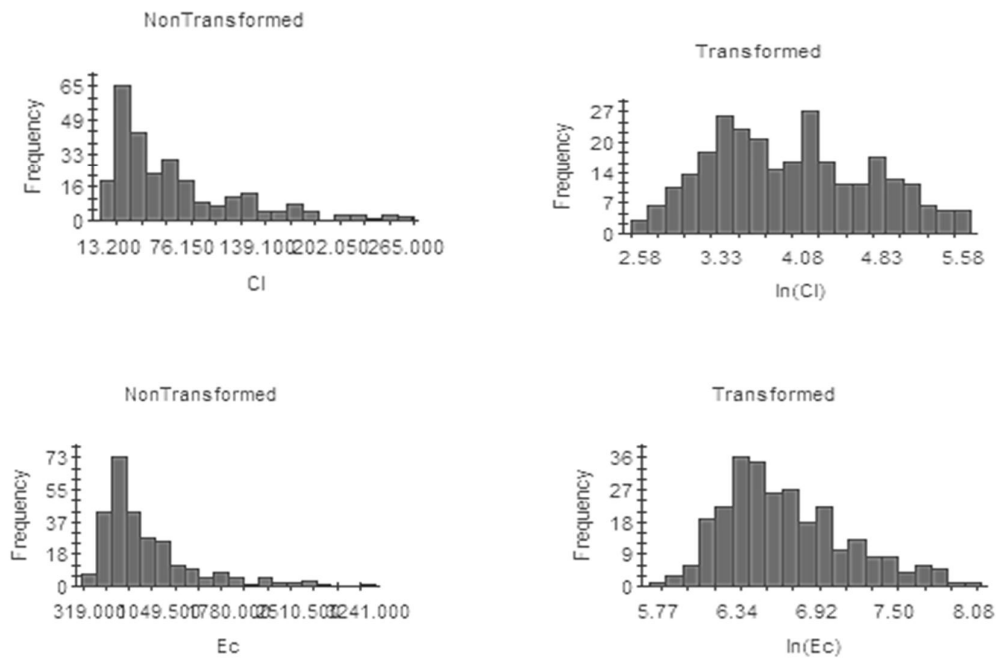 NonTransformed
65
49
33
16
0
Frequency
13.200 76.150 139.100 202.050 265.000
Cl
Transformed
27
20
14
7
0
Frequency
2.58 3.33 4.08 4.83 5.58
ln(Cl)
NonTransformed
73
55
37
18
0
Frequency
319.000 1049.500 1780.000 2510.500 3241.000
Ec
Transformed
36
27
18
9
0
Frequency
5.77 6.34 6.92 7.50 8.08
ln(Ec)